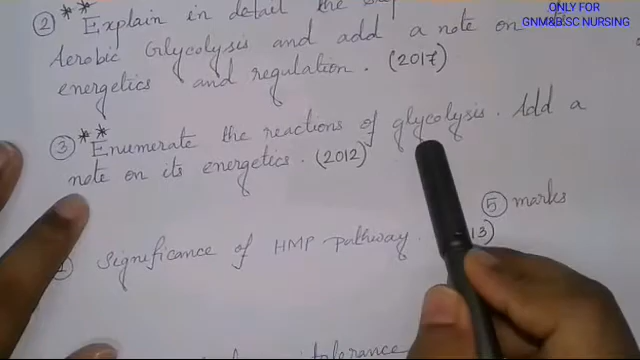 ONLY FOR
GNM&B.SC NURSING
② ** Explain in detail the
Aerobic Glycolysis and add a note on
energetics and regulation. (2017)
③ ** Enumerate the reactions of glycolysis. Add a
note on its energetics. (2012)
⑤ marks
Significance of HMP pathway. 13)
tolerance